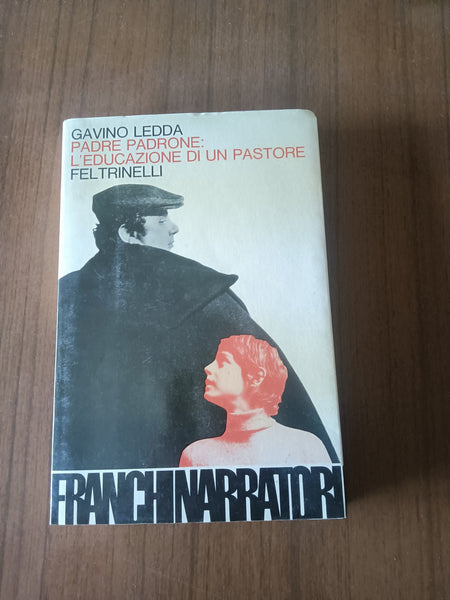 GAVINO LEDDA
PADRE PADRONE:
L'EDUCAZIONE DI UN PASTORE
FELTRINELLI
FRANCHI NARRATORI